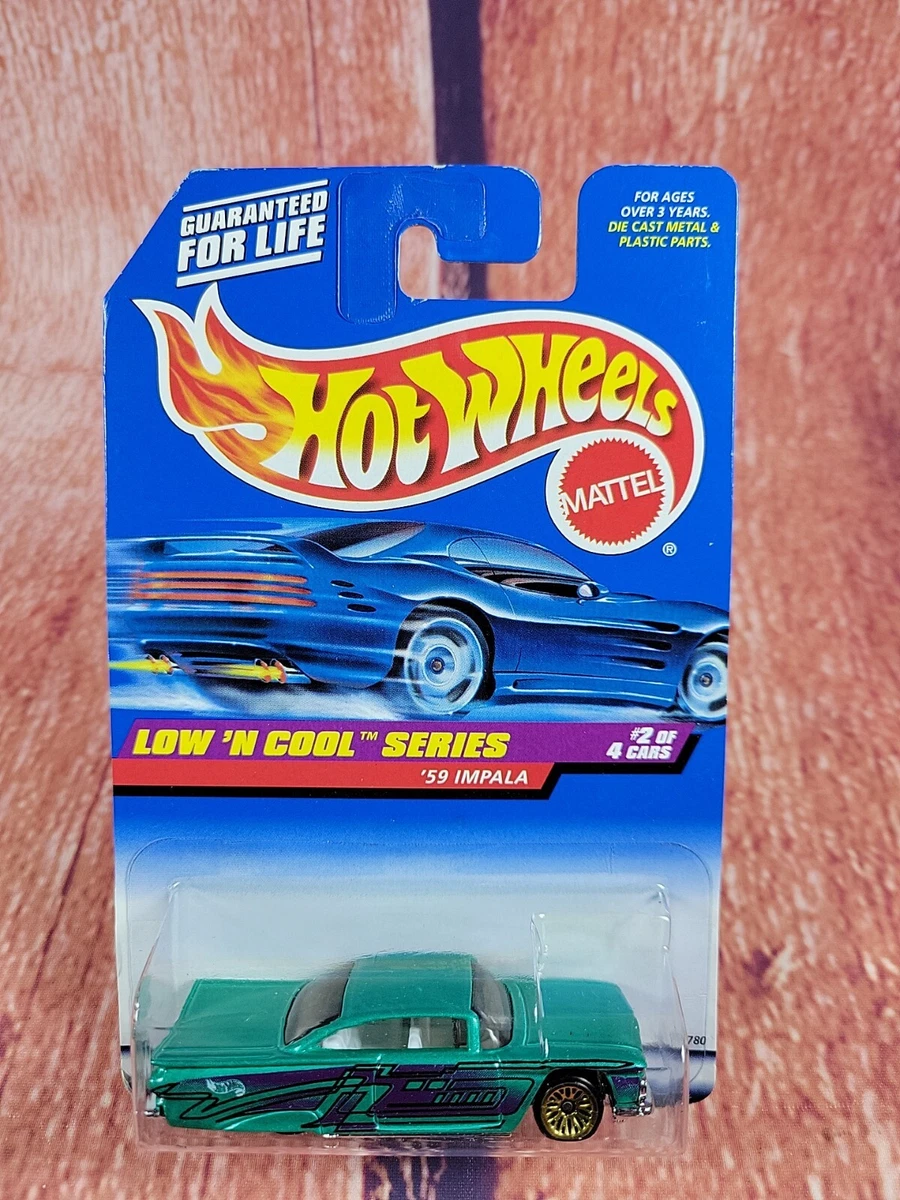 GUARANTEED
FOR LIFE
FOR AGES
OVER 3 YEARS.
DIE CAST METAL &
PLASTIC PARTS.
HOT WHEELS
MATTEL
®
LOW 'N COOL™ SERIES
#2 OF
4 CARS
'59 IMPALA
780